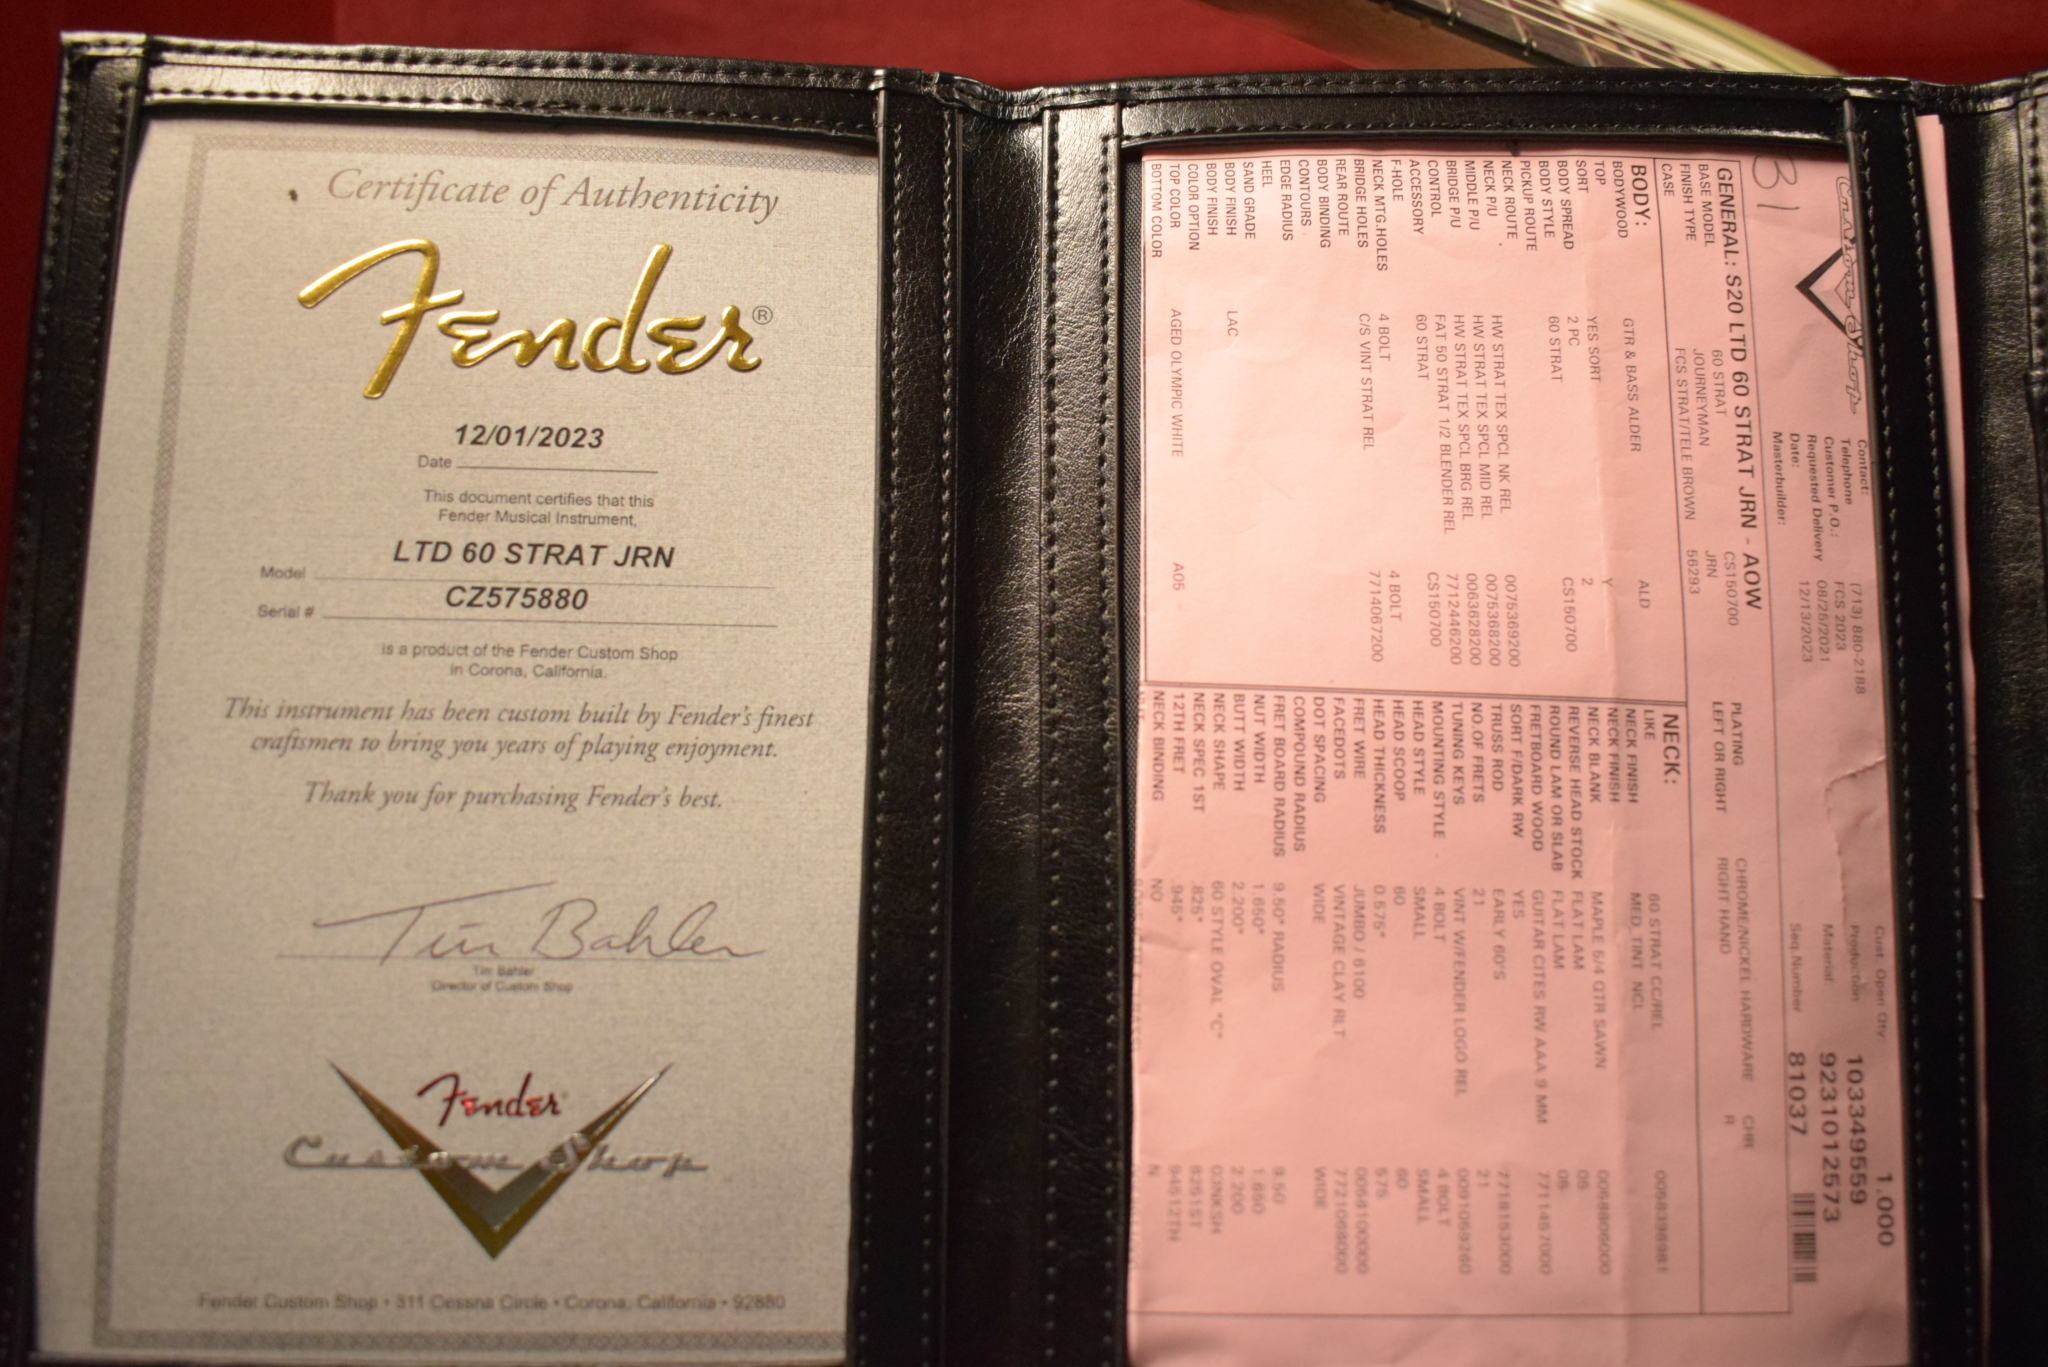 Certificate of Authenticity
Fender®
12/01/2023
Date
This document certifies that this
Fender Musical Instrument,
LTD 60 STRAT JRN
Model
CZ575880
Serial #
is a product of the Fender Custom Shop
in Corona, California.
This instrument has been custom built by Fender's finest
craftsmen to bring you years of playing enjoyment.
Thank you for purchasing Fender's best.
Tim Bahler
Tim Bahler
Director of Custom Shop
Fender
Custom Shop
Fender Custom Shop • 311 Cessna Circle • Corona, California • 92880
Custom Shop
31
Contact:
Telephone (713) 880-2188
Customer P.O.: FCS 2023
Requested Delivery 08/25/2021
Date: 12/13/2023
Masterbuilder:
Cust. Open Qty 1.000
Production 103349559
Material 9231012573
Seq.Number 81037
GENERAL: S20 LTD 60 STRAT JRN - AOW
BASE MODEL 60 STRAT CS150700
FINISH TYPE JOURNEYMAN JRN
CASE FCS STRAT/TELE BROWN 56293
PLATING CHROME/NICKEL HARDWARE CHR
LEFT OR RIGHT RIGHT HAND R
BODY:
BODYWOOD GTR & BASS ALDER ALD
TOP
SORT YES SORT Y
BODY SPREAD 2 PC 2
BODY STYLE 60 STRAT CS150700
PICKUP ROUTE
NECK ROUTE
NECK P/U HW STRAT TEX SPCL NK REL 0075369200
MIDDLE P/U HW STRAT TEX SPCL MID REL 0075368200
BRIDGE P/U HW STRAT TEX SPCL BRG REL 0063628200
CONTROL FAT 50 STRAT 1/2 BLENDER REL 7712446200
ACCESSORY 60 STRAT CS150700
F-HOLE
NECK MTG.HOLES 4 BOLT 4 BOLT
BRIDGE HOLES C/S VINT STRAT REL 7714067200
REAR ROUTE
BODY BINDING
CONTOURS
EDGE RADIUS
HEEL
SAND GRADE
BODY FINISH LAC
BODY FINISH
COLOR OPTION
TOP COLOR AGED OLYMPIC WHITE A05
BOTTOM COLOR
NECK:
LIKE 60 STRAT CC/REL
NECK FINISH MED.TINT NCL
NECK FINISH
NECK BLANK MAPLE 5/4 QTR SAWN
REVERSE HEAD STOCK FLAT LAM
ROUND LAM OR SLAB FLAT LAM
FRETBOARD WOOD GUITAR CITES RW AAA 9 MM 7711457000
SORT F/DARK RW YES
TRUSS ROD EARLY 60'S
NO.OF FRETS 21 21
TUNING KEYS VINT W/FENDER LOGO REL
MOUNTING STYLE 4 BOLT 4 BOLT
HEAD STYLE SMALL SMALL
HEAD SCOOP 60 60
HEAD THICKNESS 0.575" 575
FRET WIRE JUMBO / 6100
FACEDOTS VINTAGE CLAY RLT
DOT SPACING WIDE WIDE
COMPOUND RADIUS
FRET BOARD RADIUS 9.50" RADIUS 9.50
NUT WIDTH 1.650" 1.650
BUTT WIDTH 2.200" 2.200
NECK SHAPE 60 STYLE OVAL "C"
NECK SPEC 1ST .825" 8251ST
12TH FRET .945" 94512TH
NECK BINDING NO N